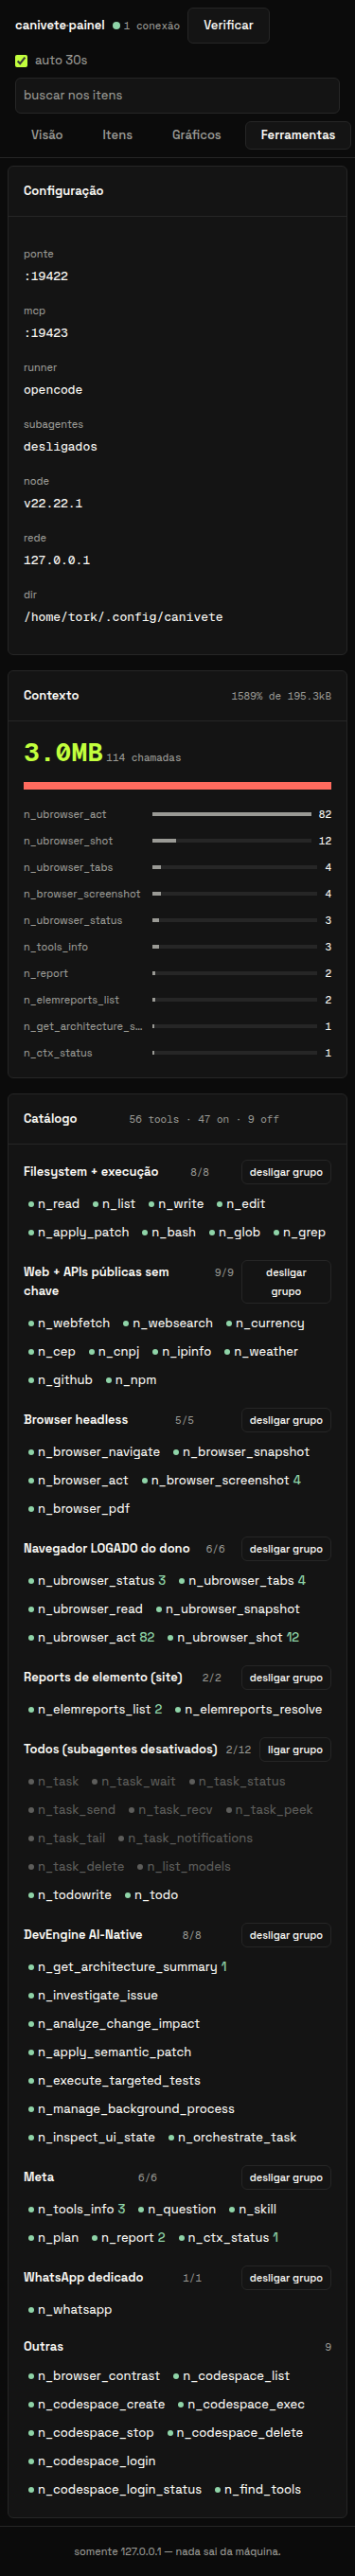 canivete·painel 1 conexão Verificar
auto 30s
buscar nos itens
Visão Itens Gráficos Ferramentas
Configuração
ponte
:19422
mcp
:19423
runner
opencode
subagentes
desligados
node
v22.22.1
rede
127.0.0.1
dir
/home/tork/.config/canivete
Contexto 1589% de 195.3kB
3.0MB 114 chamadas
n_ubrowser_act 82
n_ubrowser_shot 12
n_ubrowser_tabs 4
n_browser_screenshot 4
n_ubrowser_status 3
n_tools_info 3
n_report 2
n_elemreports_list 2
n_get_architecture_s… 1
n_ctx_status 1
Catálogo 56 tools · 47 on · 9 off
Filesystem + execução 8/8 desligar grupo
n_read n_list n_write n_edit
n_apply_patch n_bash n_glob n_grep
Web + APIs públicas sem chave 9/9 desligar grupo
n_webfetch n_websearch n_currency
n_cep n_cnpj n_ipinfo n_weather
n_github n_npm
Browser headless 5/5 desligar grupo
n_browser_navigate n_browser_snapshot
n_browser_act n_browser_screenshot 4
n_browser_pdf
Navegador LOGADO do dono 6/6 desligar grupo
n_ubrowser_status 3 n_ubrowser_tabs 4
n_ubrowser_read n_ubrowser_snapshot
n_ubrowser_act 82 n_ubrowser_shot 12
Reports de elemento (site) 2/2 desligar grupo
n_elemreports_list 2 n_elemreports_resolve
Todos (subagentes desativados) 2/12 ligar grupo
n_task n_task_wait n_task_status
n_task_send n_task_recv n_task_peek
n_task_tail n_task_notifications
n_task_delete n_list_models
n_todowrite n_todo
DevEngine AI-Native 8/8 desligar grupo
n_get_architecture_summary 1
n_investigate_issue
n_analyze_change_impact
n_apply_semantic_patch
n_execute_targeted_tests
n_manage_background_process
n_inspect_ui_state n_orchestrate_task
Meta 6/6 desligar grupo
n_tools_info 3 n_question n_skill
n_plan n_report 2 n_ctx_status 1
WhatsApp dedicado 1/1 desligar grupo
n_whatsapp
Outras 9
n_browser_contrast n_codespace_list
n_codespace_create n_codespace_exec
n_codespace_stop n_codespace_delete
n_codespace_login
n_codespace_login_status n_find_tools
somente 127.0.0.1 — nada sai da máquina.